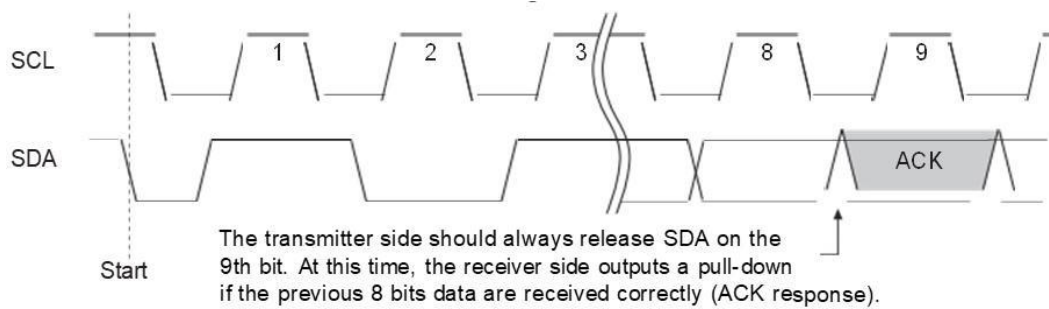 SCL
1 2 3 8 9
SDA
ACK
Start
The transmitter side should always release SDA on the
9th bit. At this time, the receiver side outputs a pull-down
if the previous 8 bits data are received correctly (ACK response).